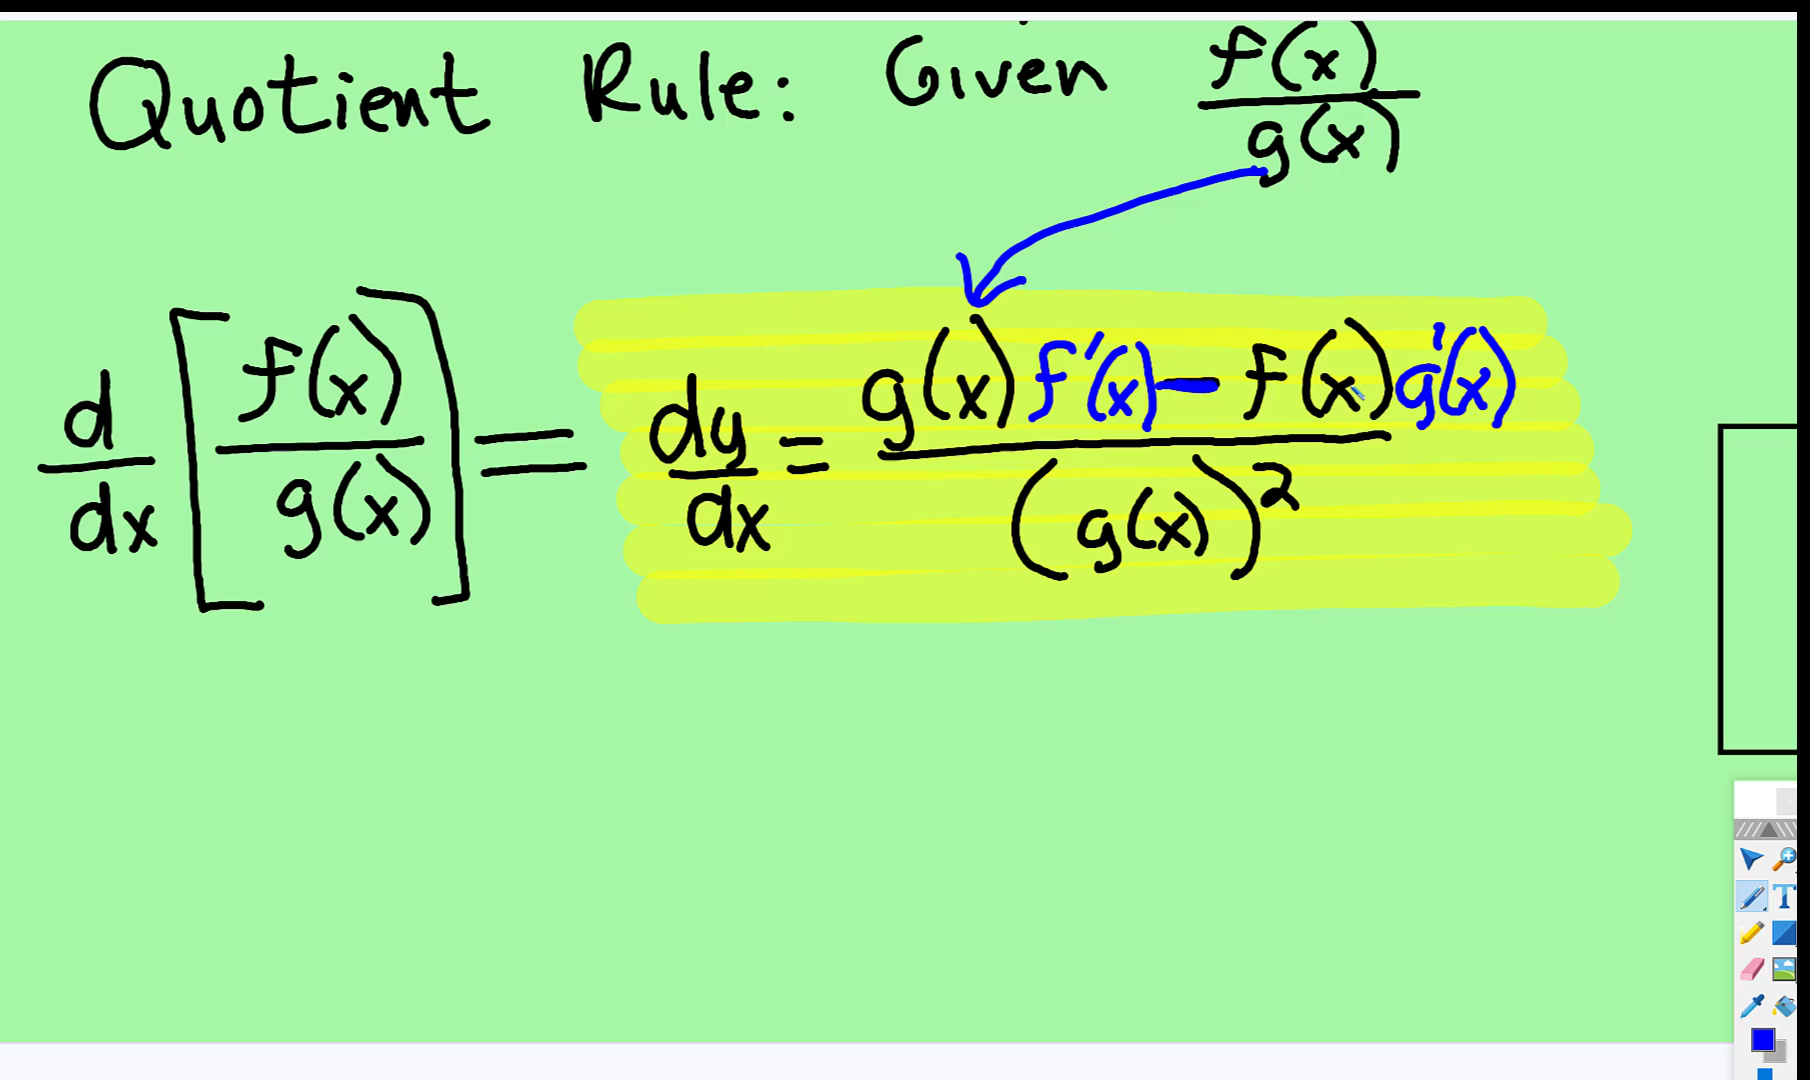 Quotient Rule: Given f(x)/g(x)
d/dx [f(x)/g(x)] = dy/dx = (g(x)f'(x) - f(x)g'(x))/(g(x))²
T